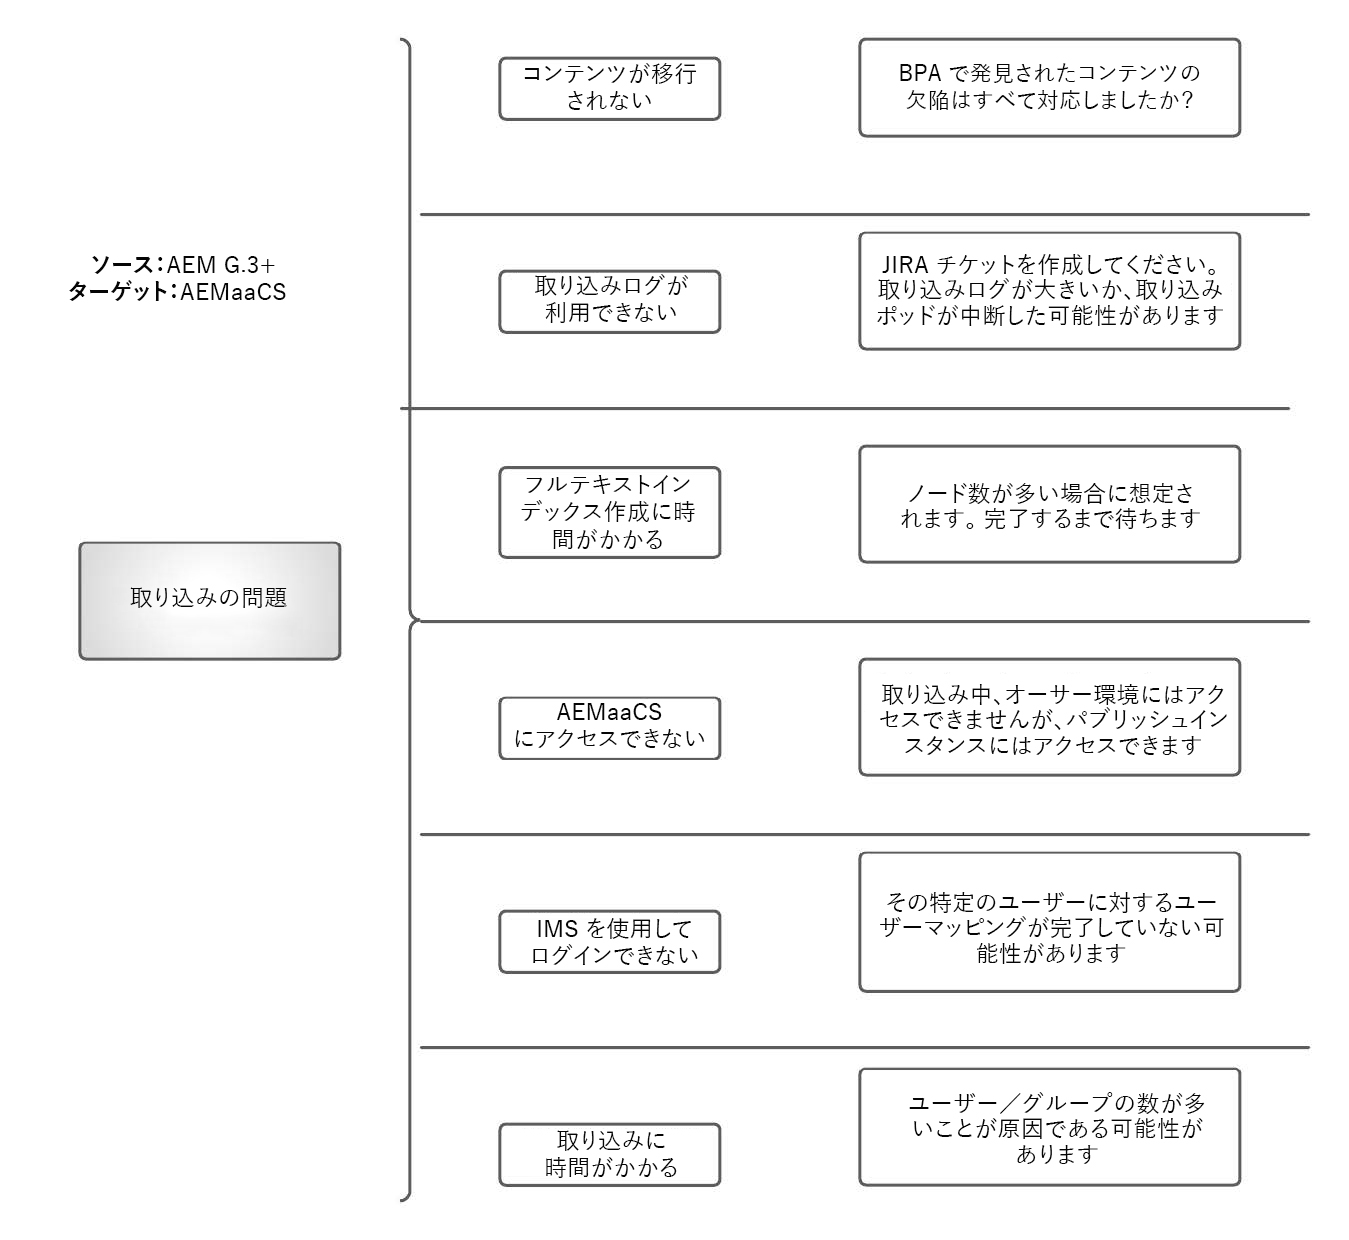 ソース：AEM G.3+
ターゲット：AEMaaCS
取り込みの問題
コンテンツが移行
されない
BPA で発見されたコンテンツの
欠陥はすべて対応しましたか？
取り込みログが
利用できない
JIRA チケットを作成してください。
取り込みログが大きいか、取り込み
ポッドが中断した可能性があります
フルテキストイン
デックス作成に時
間がかかる
ノード数が多い場合に想定さ
れます。完了するまで待ちます
AEMaaCS
にアクセスできない
取り込み中、オーサー環境にはアク
セスできませんが、パブリッシュイン
スタンスにはアクセスできます
IMS を使用して
ログインできない
その特定のユーザーに対するユー
ザーマッピングが完了していない可
能性があります
取り込みに
時間がかかる
ユーザー／グループの数が多
いことが原因である可能性が
あります